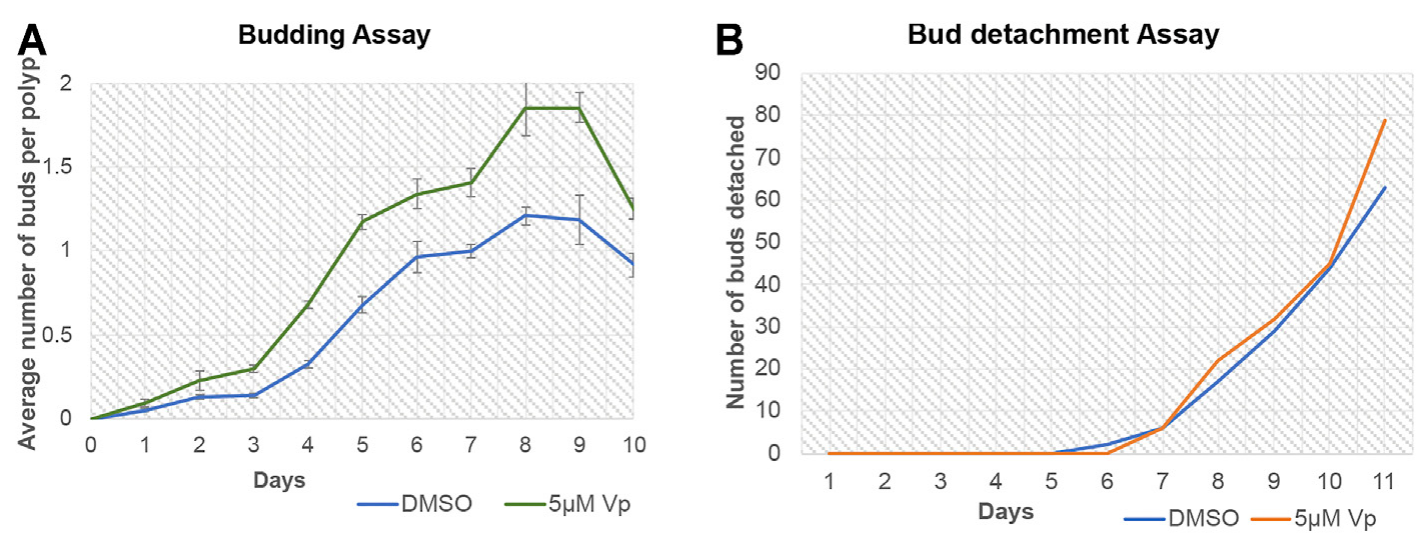 A
Budding Assay
Average number of buds per polyp
2
1.5
1
0.5
0
0 1 2 3 4 5 6 7 8 9 10
Days
DMSO 5µM Vp
B
Bud detachment Assay
Number of buds detached
90
80
70
60
50
40
30
20
10
0
1 2 3 4 5 6 7 8 9 10 11
Days
DMSO 5µM Vp